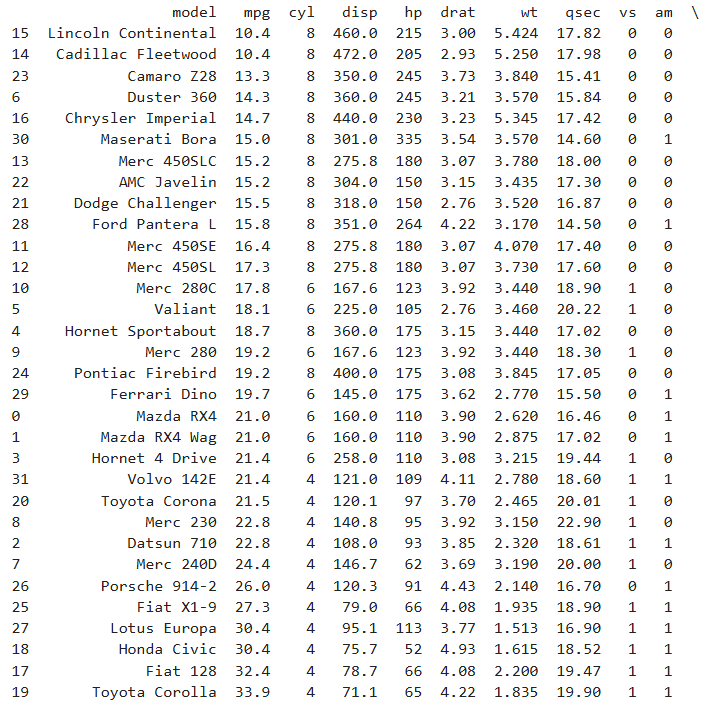 model mpg cyl disp hp drat wt qsec vs am \
15 Lincoln Continental 10.4 8 460.0 215 3.00 5.424 17.82 0 0
14 Cadillac Fleetwood 10.4 8 472.0 205 2.93 5.250 17.98 0 0
23 Camaro Z28 13.3 8 350.0 245 3.73 3.840 15.41 0 0
6 Duster 360 14.3 8 360.0 245 3.21 3.570 15.84 0 0
16 Chrysler Imperial 14.7 8 440.0 230 3.23 5.345 17.42 0 0
30 Maserati Bora 15.0 8 301.0 335 3.54 3.570 14.60 0 1
13 Merc 450SLC 15.2 8 275.8 180 3.07 3.780 18.00 0 0
22 AMC Javelin 15.2 8 304.0 150 3.15 3.435 17.30 0 0
21 Dodge Challenger 15.5 8 318.0 150 2.76 3.520 16.87 0 0
28 Ford Pantera L 15.8 8 351.0 264 4.22 3.170 14.50 0 1
11 Merc 450SE 16.4 8 275.8 180 3.07 4.070 17.40 0 0
12 Merc 450SL 17.3 8 275.8 180 3.07 3.730 17.60 0 0
10 Merc 280C 17.8 6 167.6 123 3.92 3.440 18.90 1 0
5 Valiant 18.1 6 225.0 105 2.76 3.460 20.22 1 0
4 Hornet Sportabout 18.7 8 360.0 175 3.15 3.440 17.02 0 0
9 Merc 280 19.2 6 167.6 123 3.92 3.440 18.30 1 0
24 Pontiac Firebird 19.2 8 400.0 175 3.08 3.845 17.05 0 0
29 Ferrari Dino 19.7 6 145.0 175 3.62 2.770 15.50 0 1
0 Mazda RX4 21.0 6 160.0 110 3.90 2.620 16.46 0 1
1 Mazda RX4 Wag 21.0 6 160.0 110 3.90 2.875 17.02 0 1
3 Hornet 4 Drive 21.4 6 258.0 110 3.08 3.215 19.44 1 0
31 Volvo 142E 21.4 4 121.0 109 4.11 2.780 18.60 1 1
20 Toyota Corona 21.5 4 120.1 97 3.70 2.465 20.01 1 0
8 Merc 230 22.8 4 140.8 95 3.92 3.150 22.90 1 0
2 Datsun 710 22.8 4 108.0 93 3.85 2.320 18.61 1 1
7 Merc 240D 24.4 4 146.7 62 3.69 3.190 20.00 1 0
26 Porsche 914-2 26.0 4 120.3 91 4.43 2.140 16.70 0 1
25 Fiat X1-9 27.3 4 79.0 66 4.08 1.935 18.90 1 1
27 Lotus Europa 30.4 4 95.1 113 3.77 1.513 16.90 1 1
18 Honda Civic 30.4 4 75.7 52 4.93 1.615 18.52 1 1
17 Fiat 128 32.4 4 78.7 66 4.08 2.200 19.47 1 1
19 Toyota Corolla 33.9 4 71.1 65 4.22 1.835 19.90 1 1